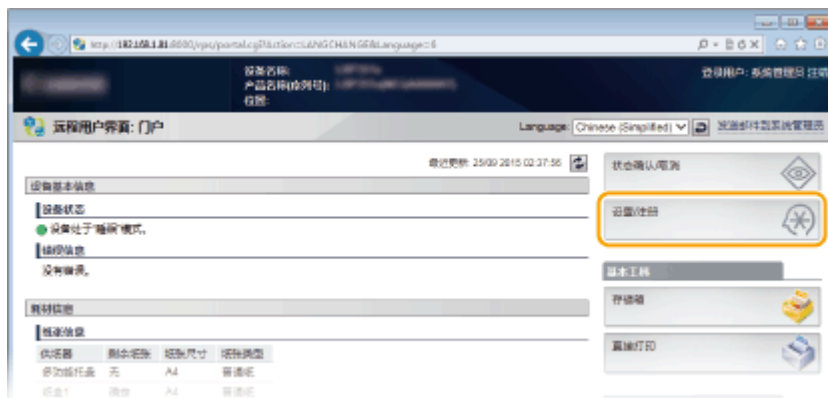 http://192.168.1.81:8000/rps/portal.cgi?Action=LANGCHANGE&Language=6
设备名称:
产品名称(序列号):
位置:
登录用户: 系统管理员 注销
远程用户界面: 门户
Language: Chinese (Simplified)
发送邮件到系统管理员
最近更新: 25/09 2015 02:37:56
状态确认/取消
设备基本信息
设置/注册
设备状态
设备处于"睡眠"模式。
错误信息
没有错误。
基本工具
存储箱
耗材信息
纸张信息
直接打印
供纸器 剩余纸张 纸张尺寸 纸张类型
多功能托盘 无 A4 普通纸
纸盒1 A4 普通纸